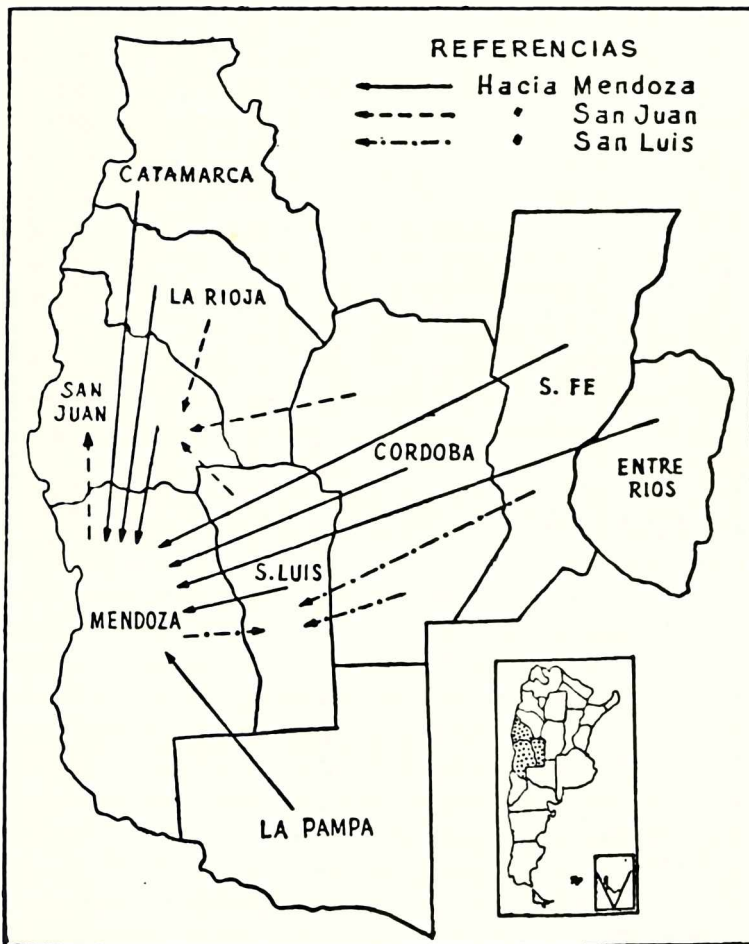 REFERENCIAS
Hacia Mendoza
" San Juan
" San Luis
CATAMARCA
LA RIOJA
SAN
JUAN
S. FE
CORDOBA
ENTRE
RIOS
S. LUIS
MENDOZA
LA PAMPA